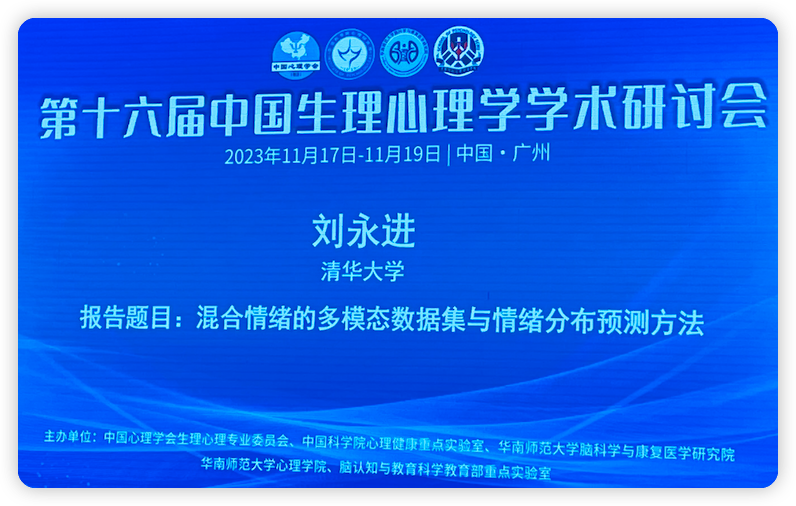 中国心理学会
第十六届中国生理心理学学术研讨会
2023年11月17日-11月19日 | 中国·广州
刘永进
清华大学
报告题目：混合情绪的多模态数据集与情绪分布预测方法
主办单位：中国心理学会生理心理专业委员会、中国科学院心理健康重点实验室、华南师范大学脑科学与康复医学研究院
华南师范大学心理学院、脑认知与教育科学教育部重点实验室